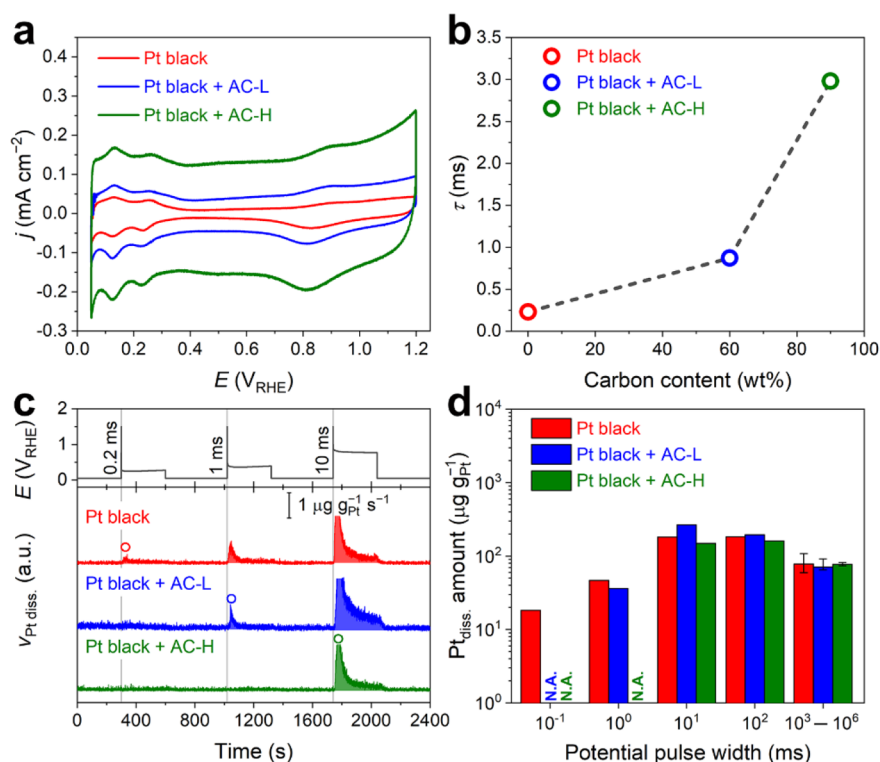 a
Pt black
Pt black + AC-L
Pt black + AC-H
j (mA cm⁻²)
0.4
0.3
0.2
0.1
0.0
-0.1
-0.2
-0.3
0.0 0.2 0.4 0.6 0.8 1.0 1.2
E (V_RHE)
b
Pt black
Pt black + AC-L
Pt black + AC-H
τ (ms)
3.5
3.0
2.5
2.0
1.5
1.0
0.5
0.0
0 20 40 60 80 100
Carbon content (wt%)
c
E (V_RHE)
2
1
0
0.2 ms
1 ms
10 ms
1 μg g_Pt⁻¹ s⁻¹
Pt black
Pt black + AC-L
Pt black + AC-H
v_Pt diss. (a.u.)
0 400 800 1200 1600 2000 2400
Time (s)
d
Pt black
Pt black + AC-L
Pt black + AC-H
Pt_diss. amount (μg g_Pt⁻¹)
10⁴
10³
10²
10¹
10⁰
N.A.
N.A.
N.A.
10⁻¹ 10⁰ 10¹ 10² 10³ – 10⁶
Potential pulse width (ms)